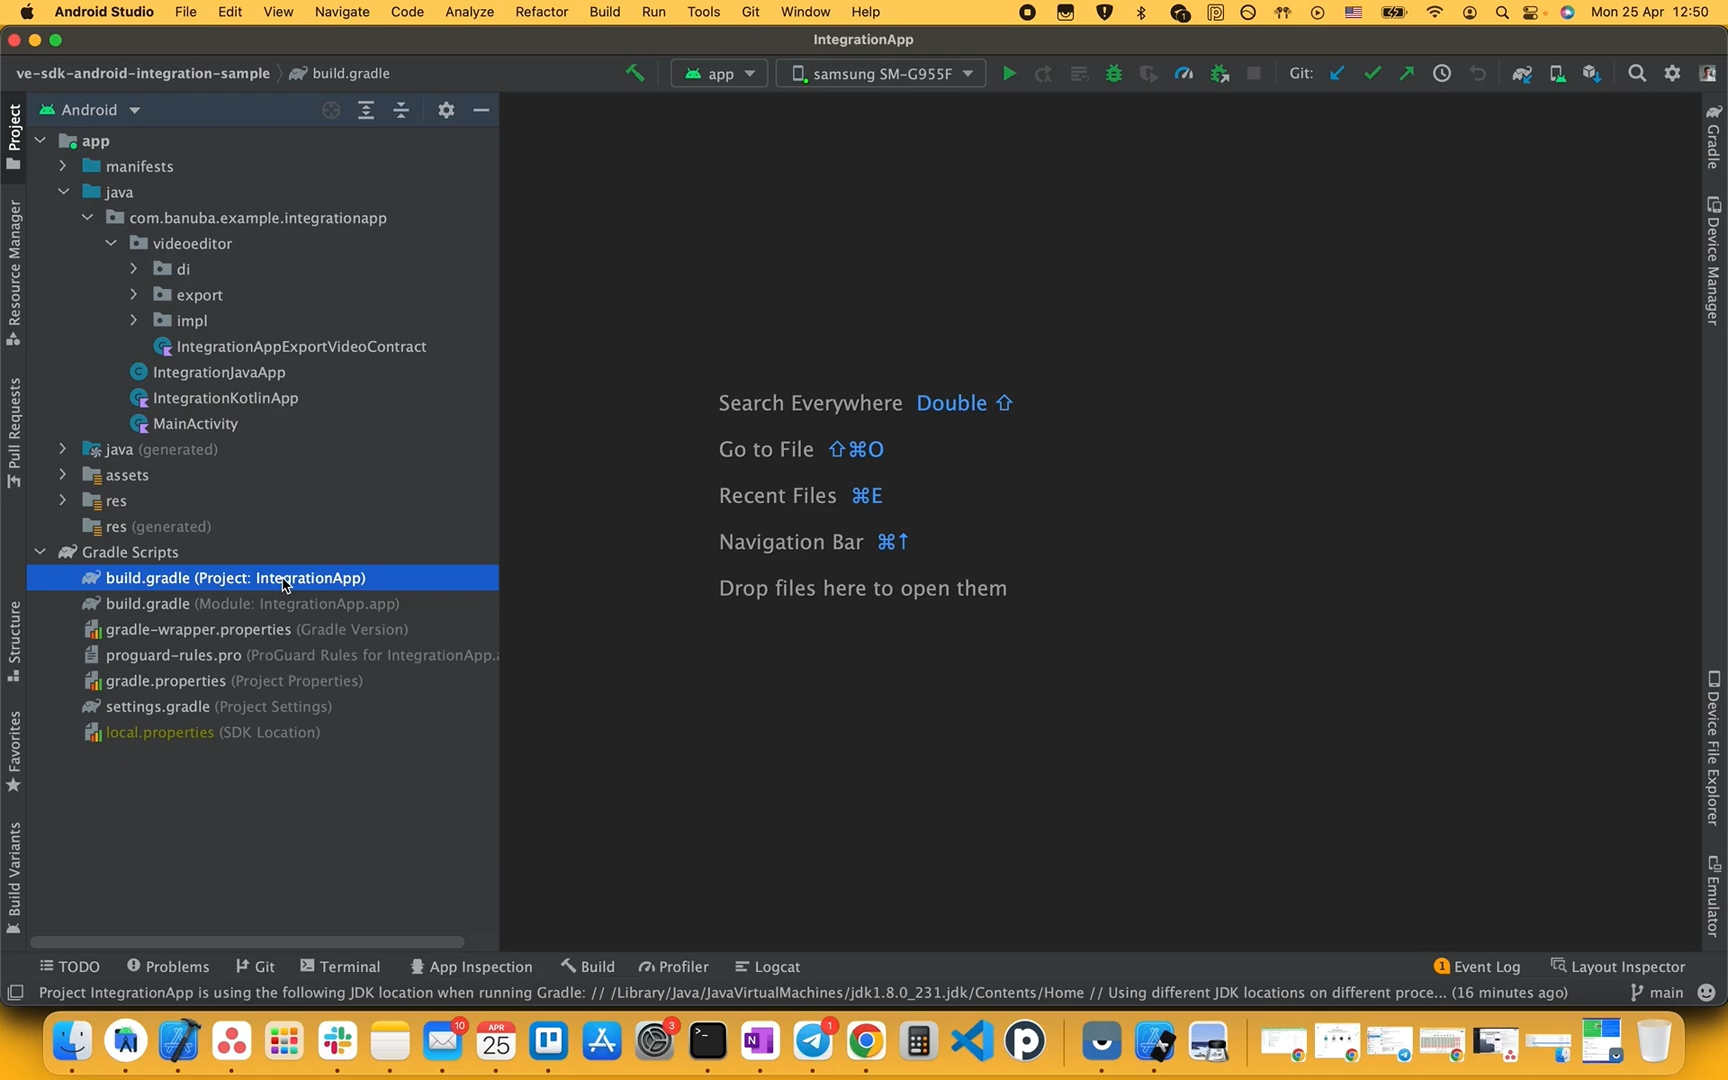 Android Studio File Edit View Navigate Code Analyze Refactor Build Run Tools Git Window Help Mon 25 Apr 12:50
IntegrationApp
ve-sdk-android-integration-sample build.gradle app samsung SM-G955F Git:
Android
app
manifests
java
com.banuba.example.integrationapp
videoeditor
di
export
impl
IntegrationAppExportVideoContract
IntegrationJavaApp
IntegrationKotlinApp
MainActivity
java (generated)
assets
res
res (generated)
Gradle Scripts
build.gradle (Project: IntegrationApp)
build.gradle (Module: IntegrationApp.app)
gradle-wrapper.properties (Gradle Version)
proguard-rules.pro (ProGuard Rules for IntegrationApp.a
gradle.properties (Project Properties)
settings.gradle (Project Settings)
local.properties (SDK Location)
Project
Resource Manager
Pull Requests
Structure
Favorites
Build Variants
Search Everywhere Double ⇧
Go to File ⇧⌘O
Recent Files ⌘E
Navigation Bar ⌘↑
Drop files here to open them
Gradle
Device Manager
Device File Explorer
Emulator
TODO Problems Git Terminal App Inspection Build Profiler Logcat 1 Event Log Layout Inspector
Project IntegrationApp is using the following JDK location when running Gradle: // /Library/Java/JavaVirtualMachines/jdk1.8.0_231.jdk/Contents/Home // Using different JDK locations on different proce... (16 minutes ago) main
10 APR 25 3 1